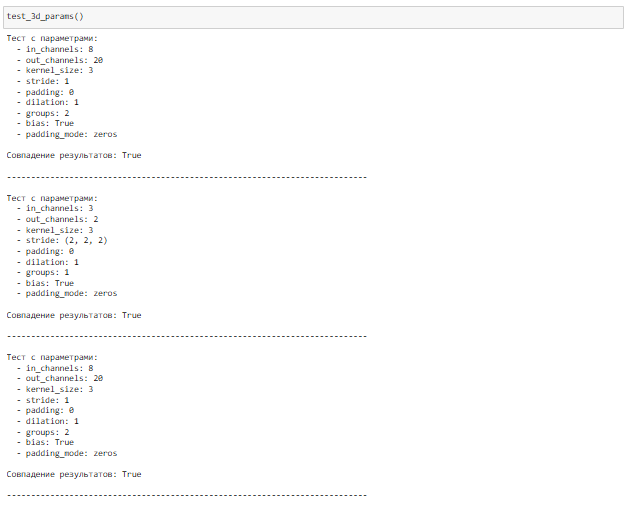 test_3d_params()
Тест с параметрами:
- in_channels: 8
- out_channels: 20
- kernel_size: 3
- stride: 1
- padding: 0
- dilation: 1
- groups: 2
- bias: True
- padding_mode: zeros
Совпадение результатов: True
---------------------------------------------------------------------------
Тест с параметрами:
- in_channels: 3
- out_channels: 2
- kernel_size: 3
- stride: (2, 2, 2)
- padding: 0
- dilation: 1
- groups: 1
- bias: True
- padding_mode: zeros
Совпадение результатов: True
---------------------------------------------------------------------------
Тест с параметрами:
- in_channels: 8
- out_channels: 20
- kernel_size: 3
- stride: 1
- padding: 0
- dilation: 1
- groups: 2
- bias: True
- padding_mode: zeros
Совпадение результатов: True
---------------------------------------------------------------------------